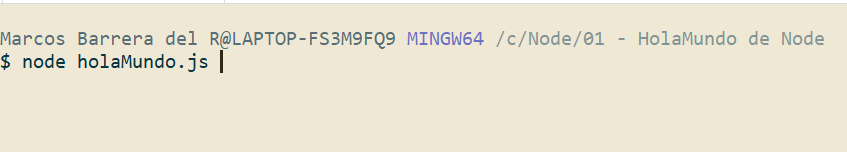 Marcos Barrera del R@LAPTOP-FS3M9FQ9 MINGW64 /c/Node/01 - HolaMundo de Node
$ node holaMundo.js